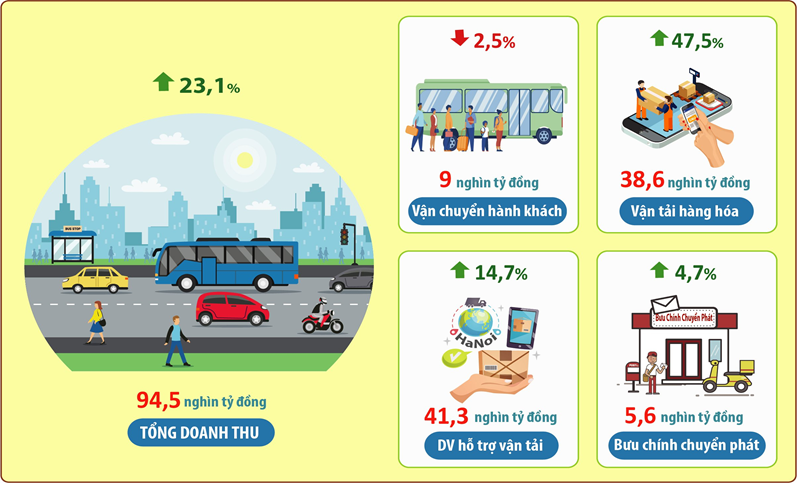 23,1%
BUS STOP
94,5 nghìn tỷ đồng
TỔNG DOANH THU
2,5%
9 nghìn tỷ đồng
Vận chuyển hành khách
47,5%
38,6 nghìn tỷ đồng
Vận tải hàng hóa
14,7%
HaNoi
41,3 nghìn tỷ đồng
DV hỗ trợ vận tải
4,7%
Bưu Chính Chuyển Phát
5,6 nghìn tỷ đồng
Bưu chính chuyển phát